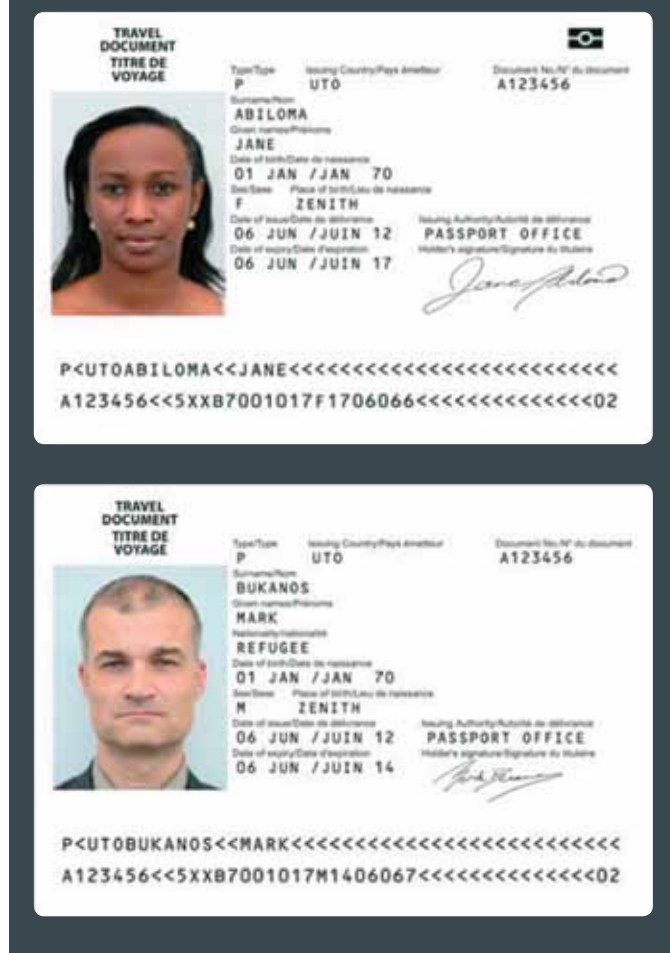 TRAVEL
DOCUMENT
TITRE DE
VOYAGE
Type/Type Issuing Country/Pays émetteur Document No./N° du document
P UTO A123456
Surname/Nom
ABILOMA
Given names/Prénoms
JANE
Date of birth/Date de naissance
01 JAN /JAN 70
Sex/Sexe Place of birth/Lieu de naissance
F ZENITH
Date of issue/Date de délivrance Issuing Authority/Autorité de délivrance
06 JUN /JUIN 12 PASSPORT OFFICE
Date of expiry/Date d'expiration Holder's signature/Signature du titulaire
06 JUN /JUIN 17
P<UTOABILOMA<<JANE<<<<<<<<<<<<<<<<<<<<<<<<<<
A123456<<5XXB7001017F1706066<<<<<<<<<<<<<<02
TRAVEL
DOCUMENT
TITRE DE
VOYAGE
Type/Type Issuing Country/Pays émetteur Document No./N° du document
P UTO A123456
Surname/Nom
BUKANOS
Given names/Prénoms
MARK
Nationality/nationalité
REFUGEE
Date of birth/Date de naissance
01 JAN /JAN 70
Sex/Sexe Place of birth/Lieu de naissance
M ZENITH
Date of issue/Date de délivrance Issuing Authority/Autorité de délivrance
06 JUN /JUIN 12 PASSPORT OFFICE
Date of expiry/Date d'expiration Holder's signature/Signature du titulaire
06 JUN /JUIN 14
P<UTOBUKANOS<<MARK<<<<<<<<<<<<<<<<<<<<<<<<<<
A123456<<5XXB7001017M1406067<<<<<<<<<<<<<<02